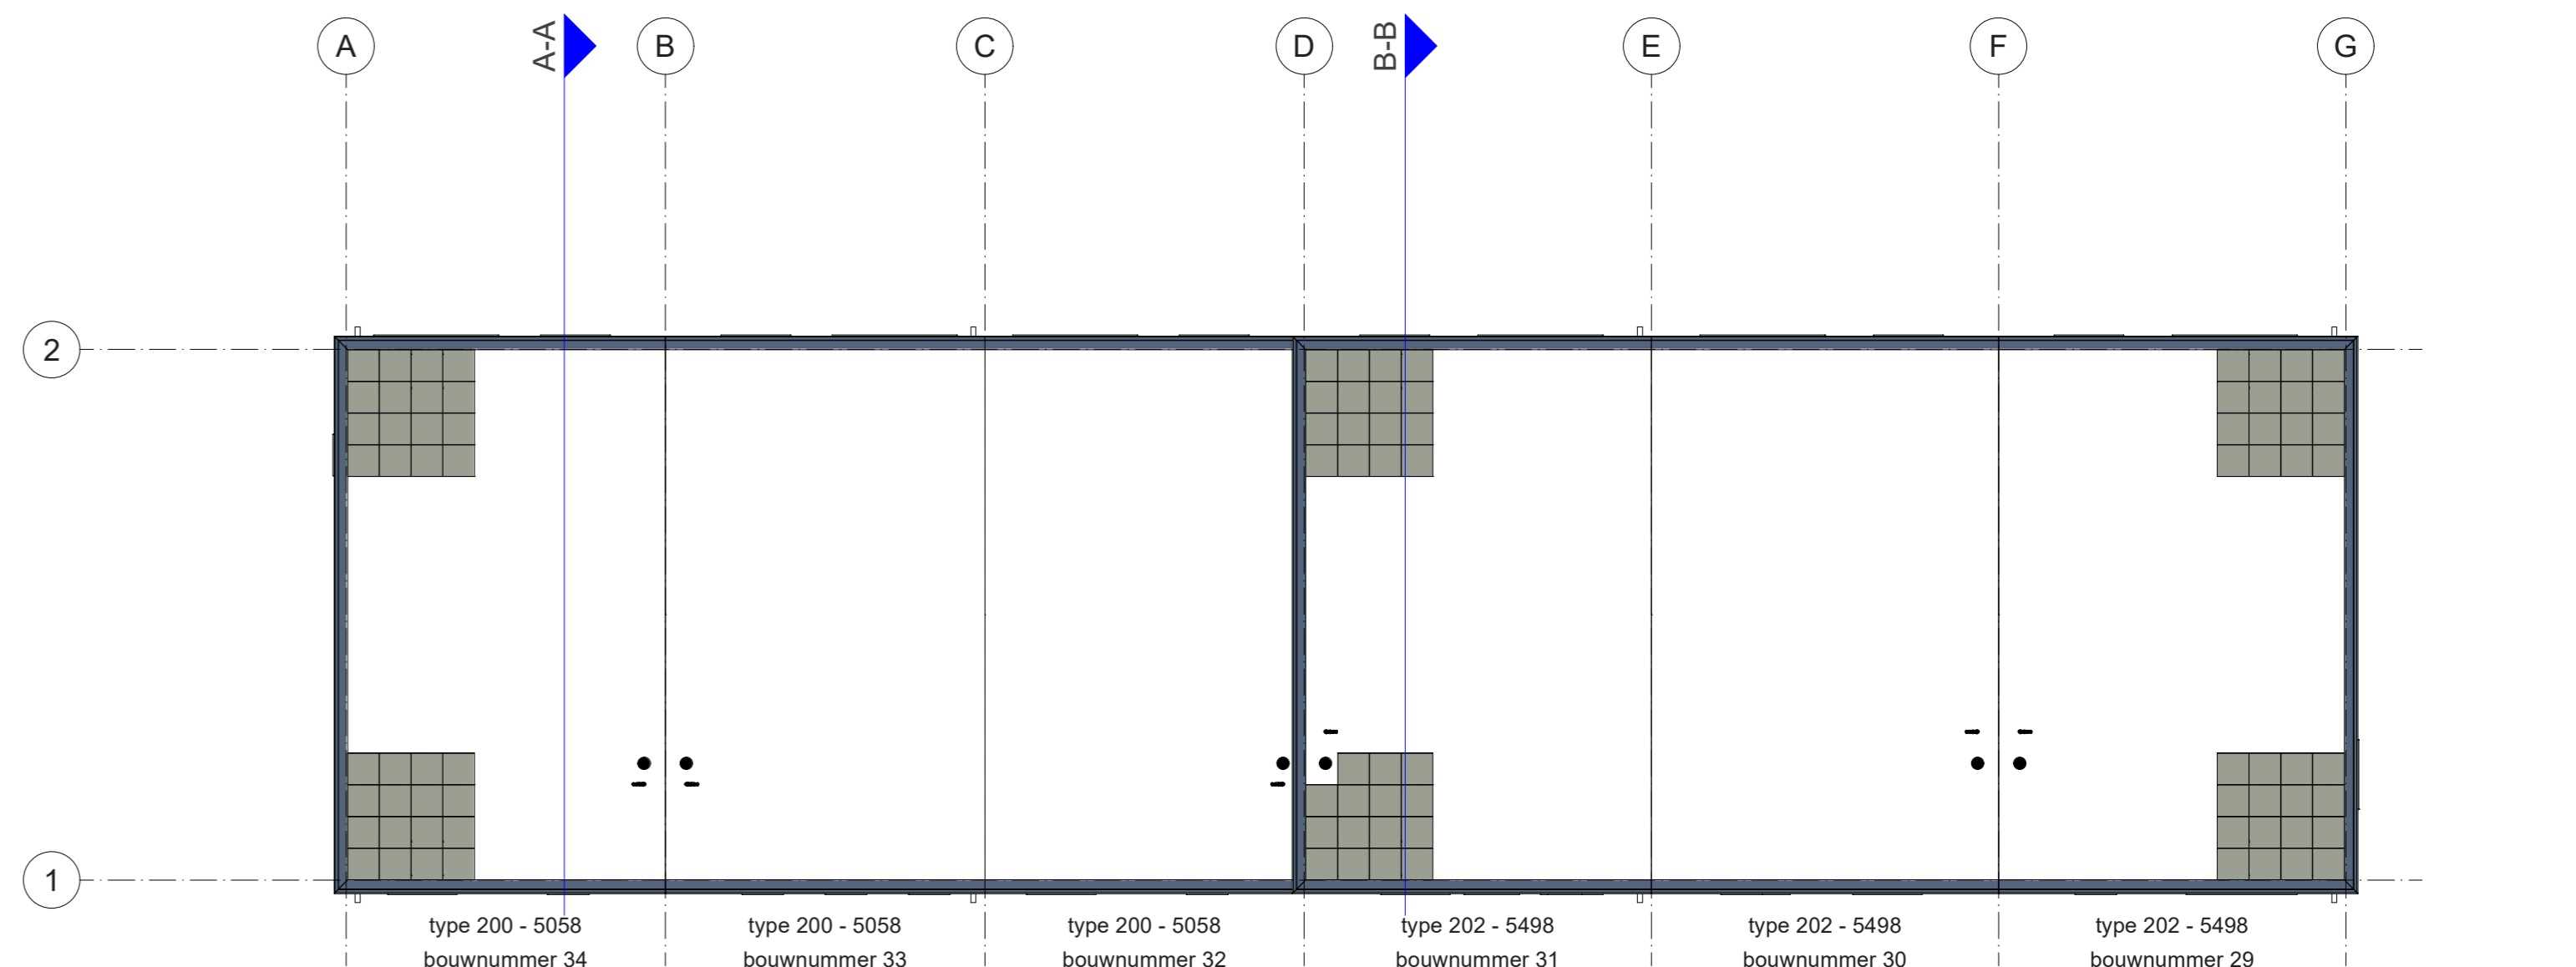 A
A-A
B
C
D
B-B
E
F
G
2
1
type 200 - 5058
bouwnummer 34
type 200 - 5058
bouwnummer 33
type 200 - 5058
bouwnummer 32
type 202 - 5498
bouwnummer 31
type 202 - 5498
bouwnummer 30
type 202 - 5498
bouwnummer 29